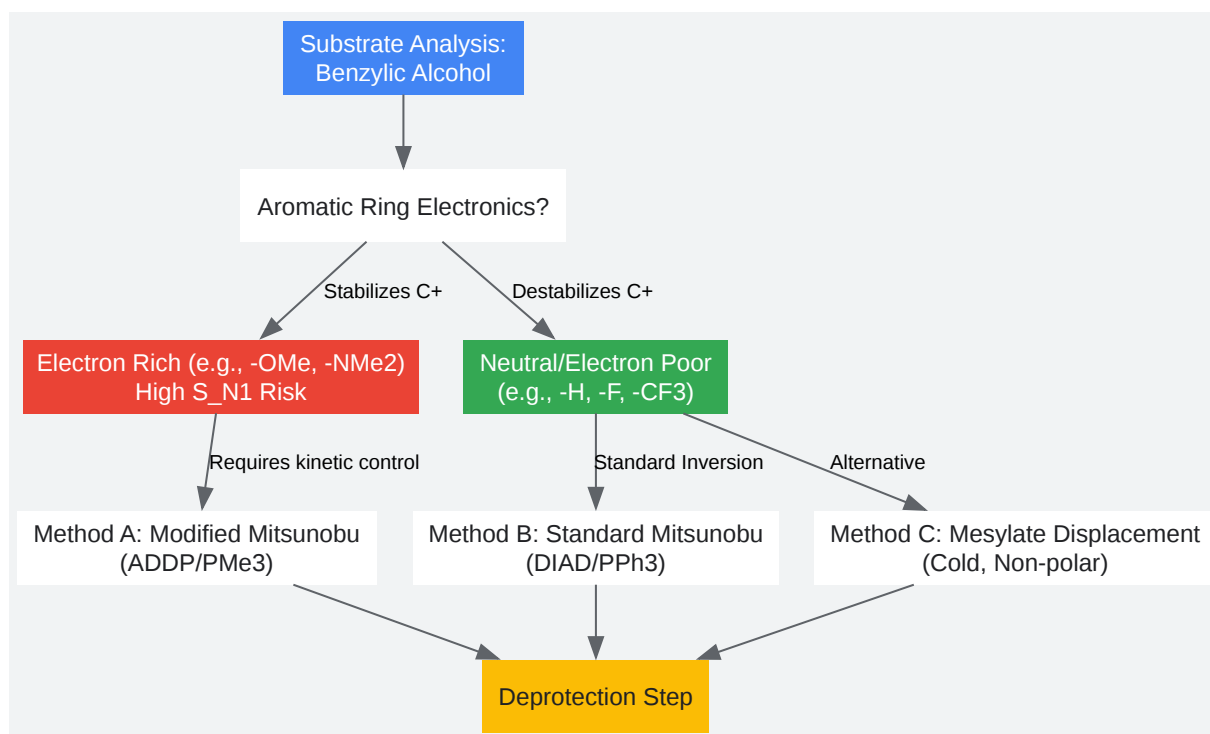 Substrate Analysis:
Benzylic Alcohol
Aromatic Ring Electronics?
Stabilizes C+
Destabilizes C+
Electron Rich (e.g., -OMe, -NMe2)
High S_N1 Risk
Neutral/Electron Poor
(e.g., -H, -F, -CF3)
Requires kinetic control
Standard Inversion
Alternative
Method A: Modified Mitsunobu
(ADDP/PMe3)
Method B: Standard Mitsunobu
(DIAD/PPh3)
Method C: Mesylate Displacement
(Cold, Non-polar)
Deprotection Step